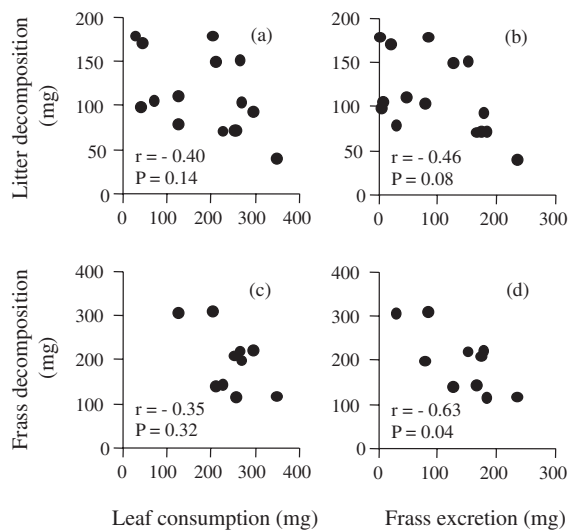 Litter decomposition
(mg)
200
150
100
50
0
(a)
r = - 0.40
P = 0.14
0 100 200 300 400
200
150
100
50
0
(b)
r = - 0.46
P = 0.08
0 100 200 300
Frass decomposition
(mg)
400
300
200
100
0
(c)
r = - 0.35
P = 0.32
0 100 200 300 400
400
300
200
100
0
(d)
r = - 0.63
P = 0.04
0 100 200 300
Leaf consumption (mg)
Frass excretion (mg)